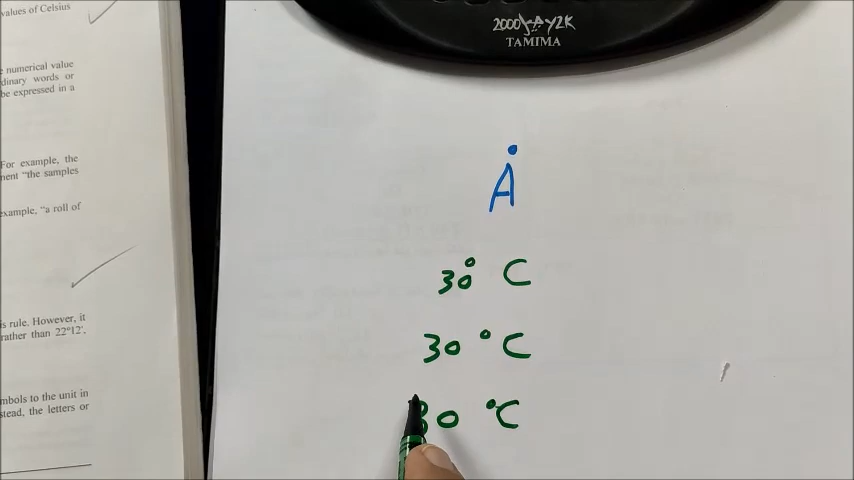 values of Celsius
numerical value
dinary words or
be expressed in a
For example, the
ment "the samples
example, "a roll of
is rule. However, it
rather than 22°12',
mbols to the unit in
stead, the letters or
TAMIMA
Å
30° C
30 °C
30 °C